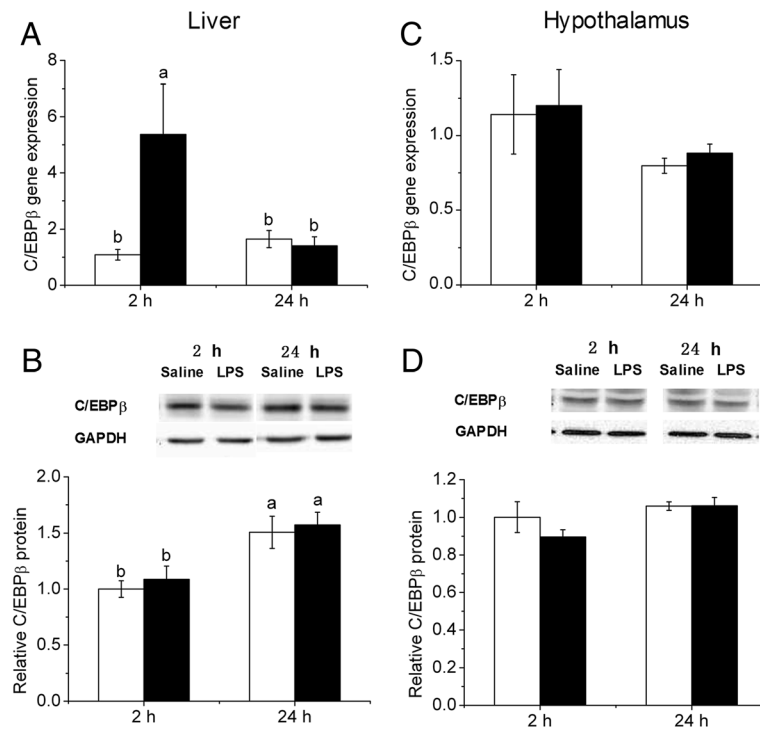 A
Liver
C/EBPβ gene expression
8
6
4
2
0
b
a
b
b
2 h
24 h
C
Hypothalamus
C/EBPβ gene expression
1.5
1.0
0.5
0.0
2 h
24 h
B
2 h
24 h
Saline LPS Saline LPS
C/EBPβ
GAPDH
Relative C/EBPβ protein
2.0
1.5
1.0
0.5
0.0
b
b
a
a
2 h
24 h
D
2 h
24 h
Saline LPS Saline LPS
C/EBPβ
GAPDH
Relative C/EBPβ protein
1.2
1.0
0.8
0.6
0.4
0.2
0.0
2 h
24 h